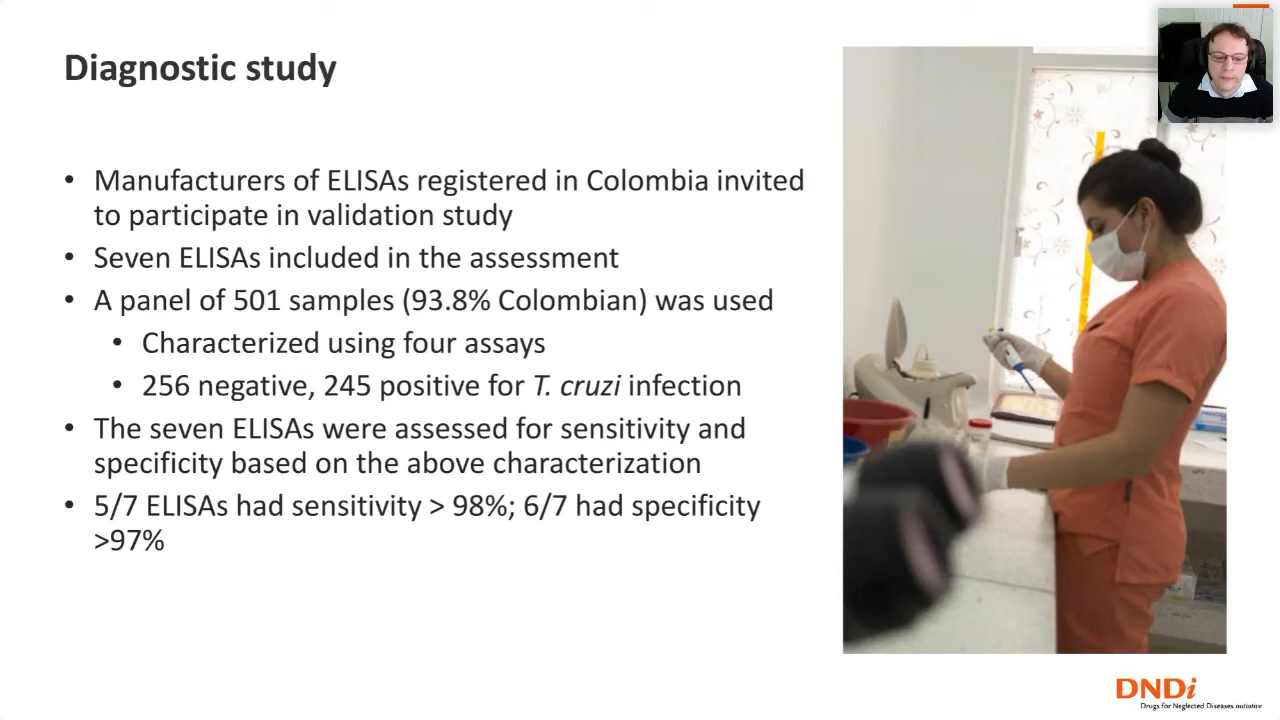 Diagnostic study
• Manufacturers of ELISAs registered in Colombia invited
to participate in validation study
• Seven ELISAs included in the assessment
• A panel of 501 samples (93.8% Colombian) was used
• Characterized using four assays
• 256 negative, 245 positive for T. cruzi infection
• The seven ELISAs were assessed for sensitivity and
specificity based on the above characterization
• 5/7 ELISAs had sensitivity > 98%; 6/7 had specificity
>97%
DNDi
Drugs for Neglected Diseases initiative